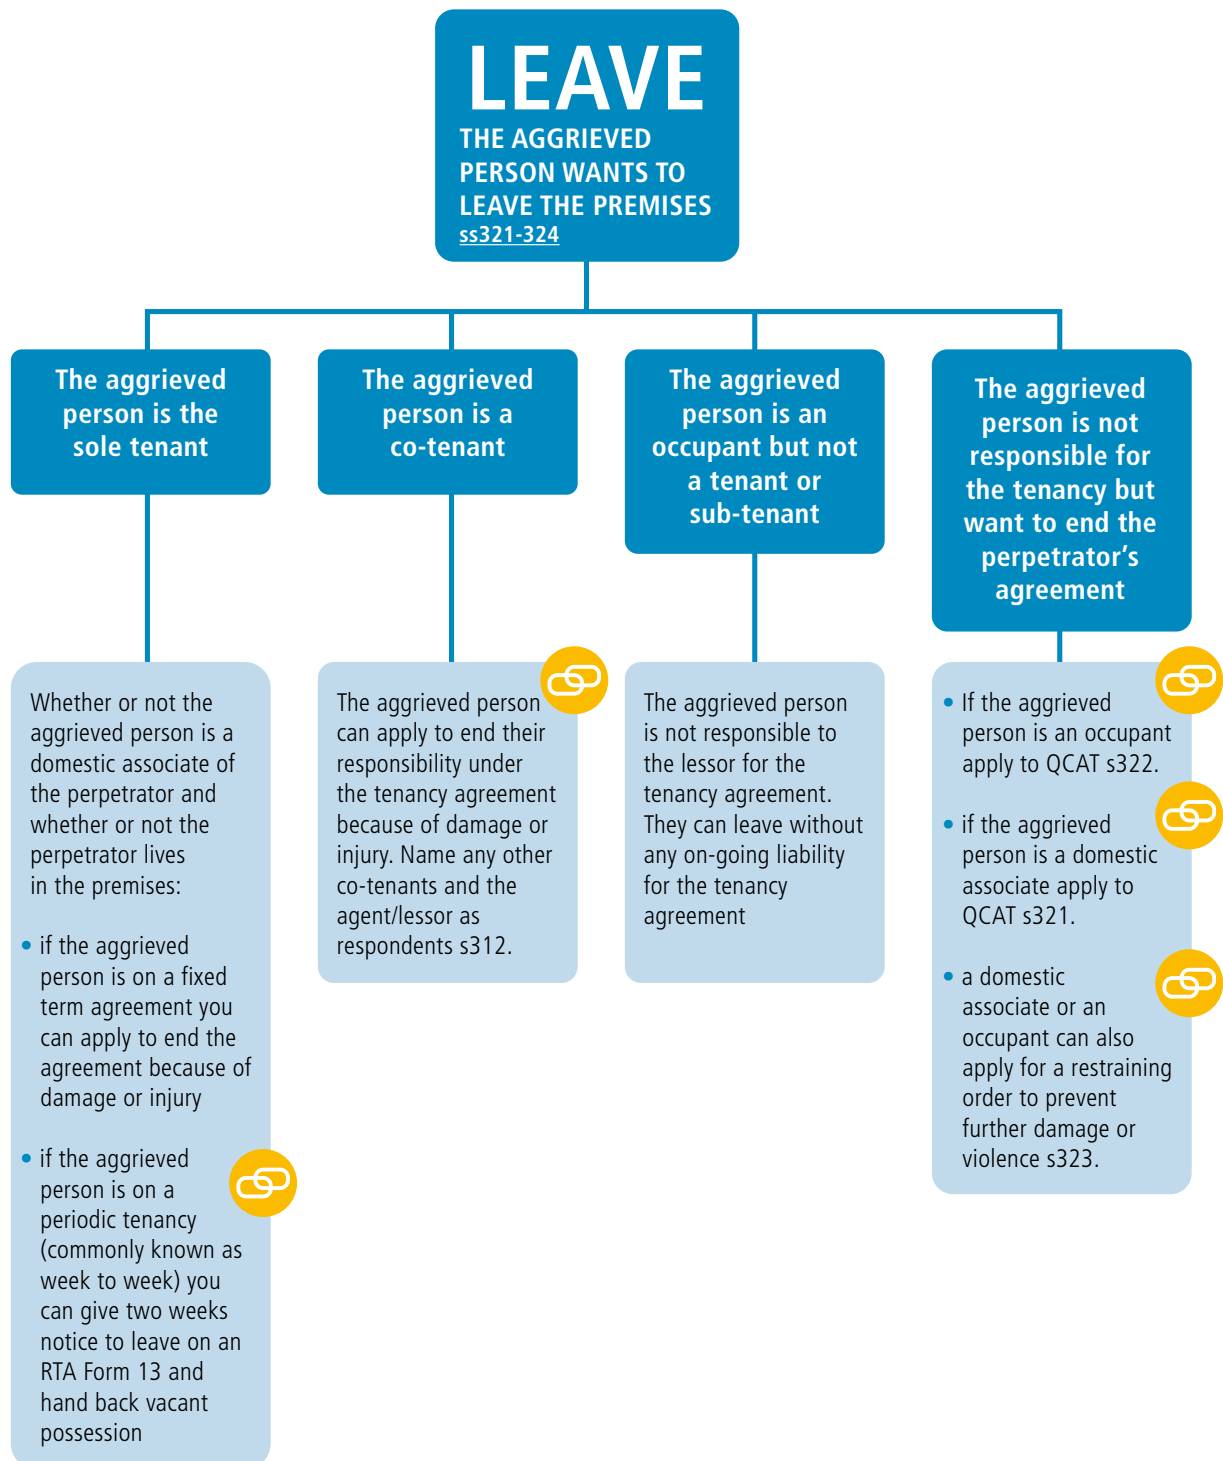 LEAVE
THE AGGRIEVED
PERSON WANTS TO
LEAVE THE PREMISES
ss321-324
The aggrieved
person is the
sole tenant
Whether or not the
aggrieved person is a
domestic associate of
the perpetrator and
whether or not the
perpetrator lives
in the premises:
• if the aggrieved
person is on a fixed
term agreement you
can apply to end the
agreement because of
damage or injury
• if the aggrieved
person is on a
periodic tenancy
(commonly known as
week to week) you
can give two weeks
notice to leave on an
RTA Form 13 and
hand back vacant
possession
The aggrieved
person is a
co-tenant
The aggrieved person
can apply to end their
responsibility under
the tenancy agreement
because of damage or
injury. Name any other
co-tenants and the
agent/lessor as
respondents s312.
The aggrieved
person is an
occupant but not
a tenant or
sub-tenant
The aggrieved person
is not responsible to
the lessor for the
tenancy agreement.
They can leave without
any on-going liability
for the tenancy
agreement
The aggrieved
person is not
responsible for
the tenancy but
want to end the
perpetrator's
agreement
• If the aggrieved
person is an occupant
apply to QCAT s322.
• if the aggrieved
person is a domestic
associate apply to
QCAT s321.
• a domestic
associate or an
occupant can also
apply for a restraining
order to prevent
further damage or
violence s323.